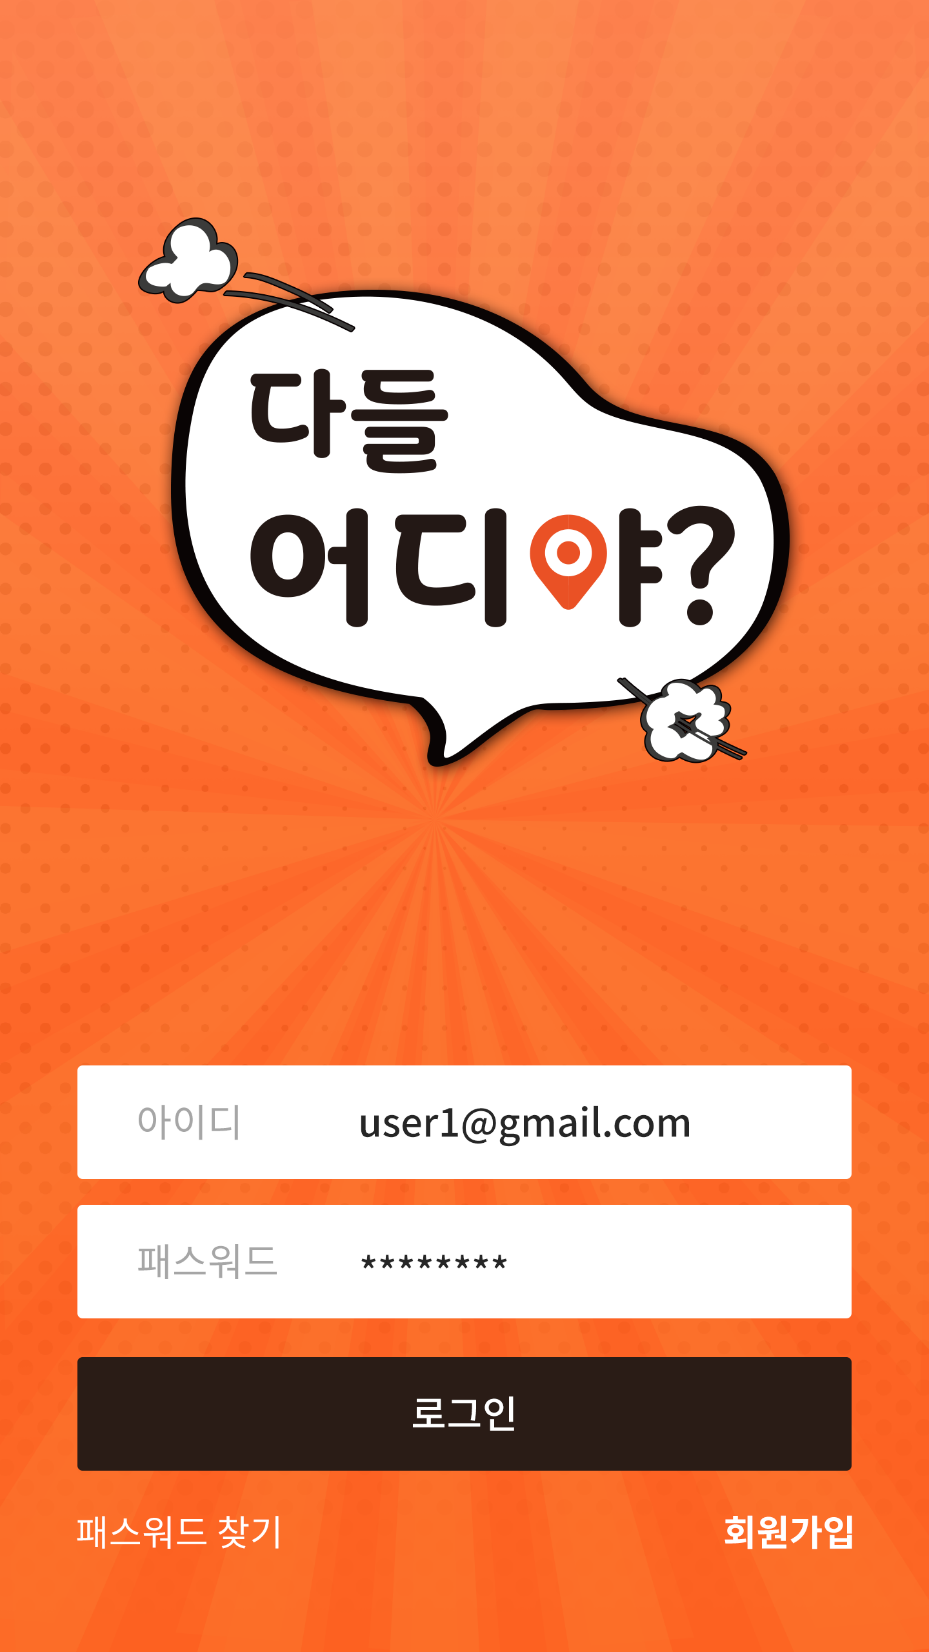 다들
어디야?
아이디 user1@gmail.com
패스워드 ********
로그인
패스워드 찾기 회원가입